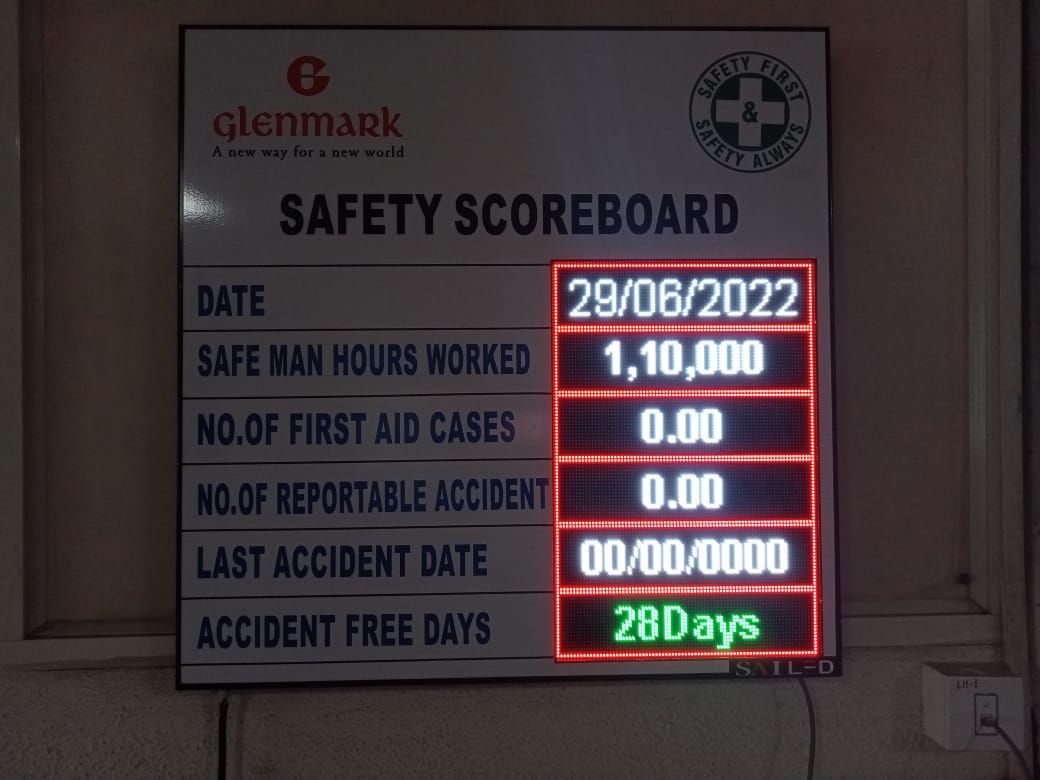 Glenmark
A new way for a new world
SAFETY FIRST
&
SAFETY ALWAYS
SAFETY SCOREBOARD
DATE 29/06/2022
SAFE MAN HOURS WORKED 1,10,000
NO.OF FIRST AID CASES 0.00
NO.OF REPORTABLE ACCIDENT 0.00
LAST ACCIDENT DATE 00/00/0000
ACCIDENT FREE DAYS 28Days
SAIL-D